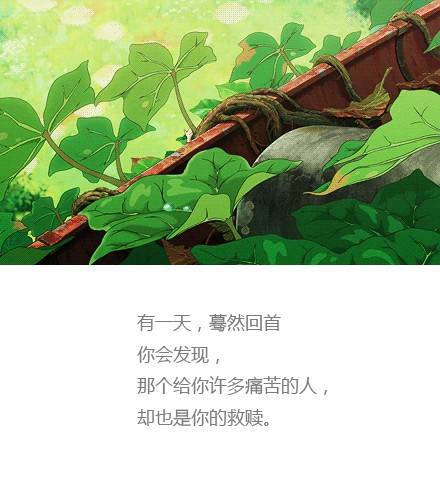 有一天，蓦然回首
你会发现，
那个给你许多痛苦的人，
却也是你的救赎。